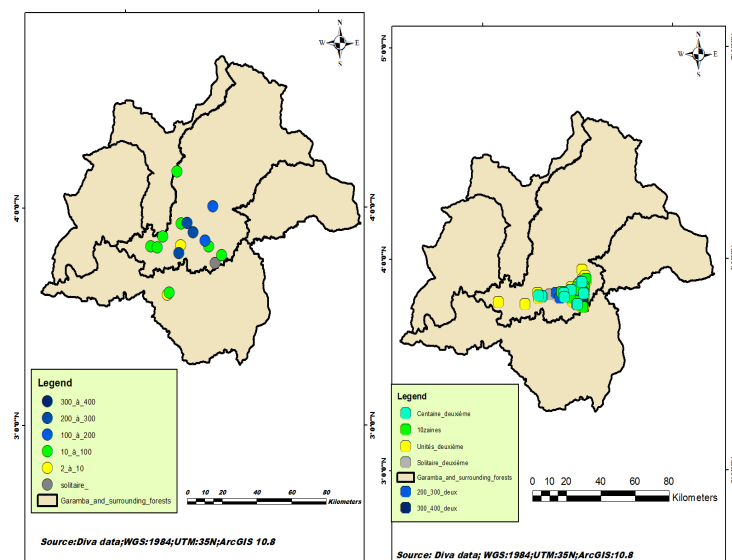 N
W E
S
4°0'0"N
3°0'0"N
Legend
300_à_400
200_à_300
100_à_200
10_à_100
2_à_10
solitaire_
Garamba_and_surrounding_forests
0 10 20 40 60 80
Kilometers
Source:Diva data;WGS:1984;UTM:35N;ArcGIS 10.8
N
W E
S
5°0'0"N
4°0'0"N
3°0'0"N
Legend
Centaine_deuxième
10zaines
Unités_deuxième
Solitaire_deuxième
Garamba_and_surrounding_forests
200_300_deux
300_400_deux
0 10 20 40 60 80
Kilometers
Source: Diva data; WGS:1984;UTM:35N;ArcGIS:10.8